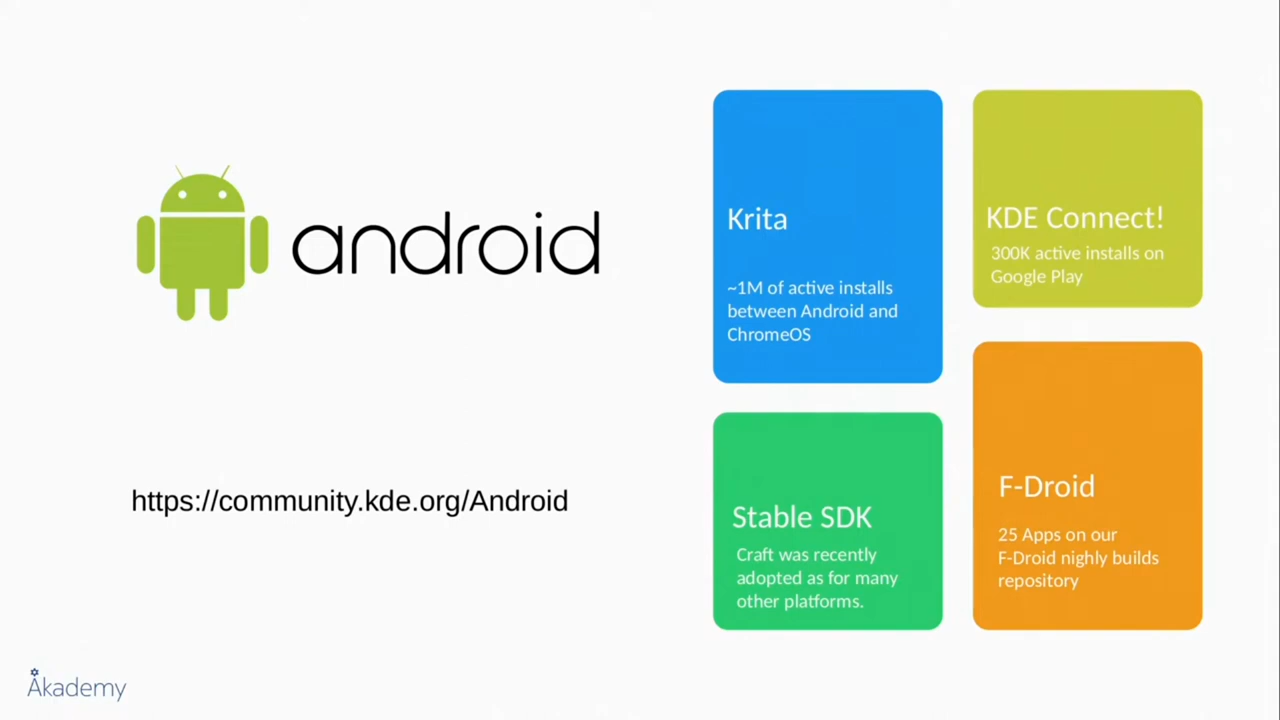 android
https://community.kde.org/Android
Krita
~1M of active installs
between Android and
ChromeOS
KDE Connect!
300K active installs on
Google Play
Stable SDK
Craft was recently
adopted as for many
other platforms.
F-Droid
25 Apps on our
F-Droid nighly builds
repository
Akademy